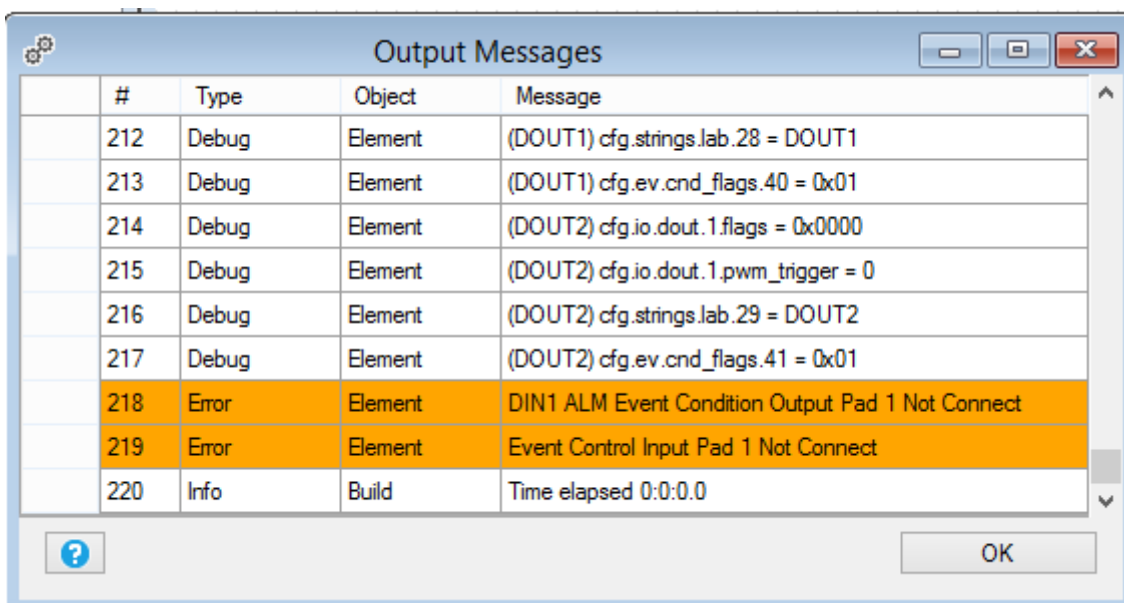 Output Messages
# Type Object Message
212 Debug Element (DOUT1) cfg.strings.lab.28 = DOUT1
213 Debug Element (DOUT1) cfg.ev.cnd_flags.40 = 0x01
214 Debug Element (DOUT2) cfg.io.dout.1.flags = 0x0000
215 Debug Element (DOUT2) cfg.io.dout.1.pwm_trigger = 0
216 Debug Element (DOUT2) cfg.strings.lab.29 = DOUT2
217 Debug Element (DOUT2) cfg.ev.cnd_flags.41 = 0x01
218 Error Element DIN1 ALM Event Condition Output Pad 1 Not Connect
219 Error Element Event Control Input Pad 1 Not Connect
220 Info Build Time elapsed 0:0:0.0
? OK